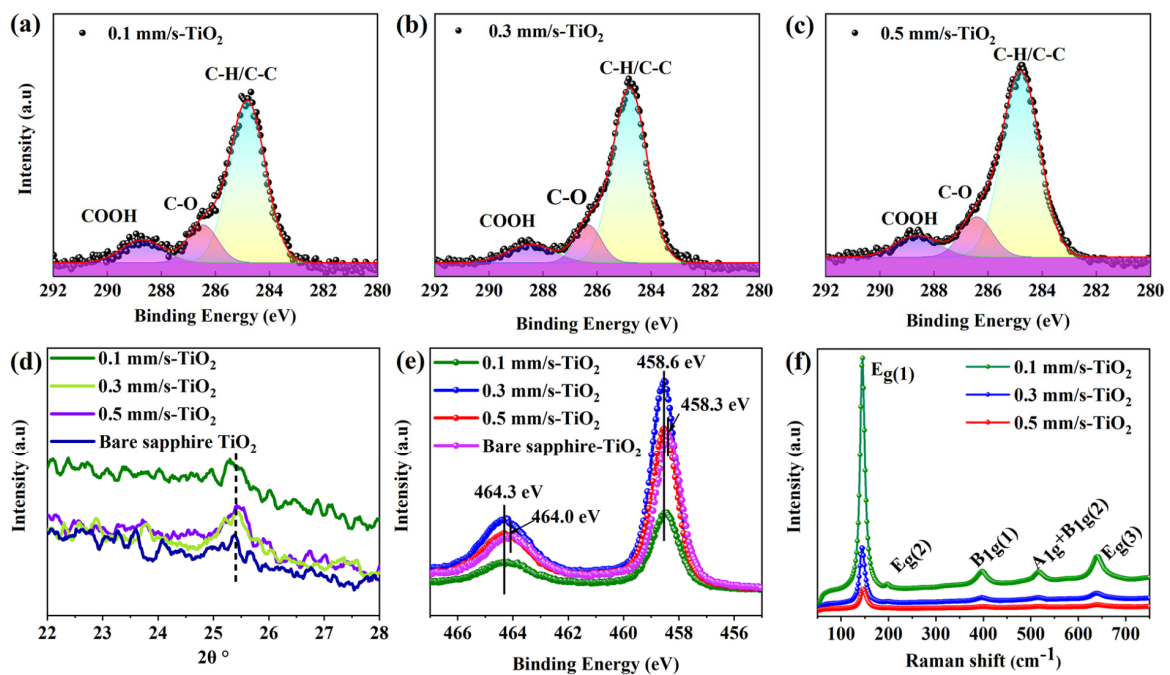 (a)
0.1 mm/s-TiO₂
C-H/C-C
C-O
COOH
Intensity (a.u)
292 290 288 286 284 282 280
Binding Energy (eV)
(b)
0.3 mm/s-TiO₂
C-H/C-C
C-O
COOH
292 290 288 286 284 282 280
Binding Energy (eV)
(c)
0.5 mm/s-TiO₂
C-H/C-C
C-O
COOH
292 290 288 286 284 282 280
Binding Energy (eV)
(d)
0.1 mm/s-TiO₂
0.3 mm/s-TiO₂
0.5 mm/s-TiO₂
Bare sapphire TiO₂
Intensity (a.u)
22 23 24 25 26 27 28
2θ °
(e)
0.1 mm/s-TiO₂
0.3 mm/s-TiO₂
0.5 mm/s-TiO₂
Bare sapphire-TiO₂
458.6 eV
458.3 eV
464.3 eV
464.0 eV
Intensity (a.u)
466 464 462 460 458 456
Binding Energy (eV)
(f)
0.1 mm/s-TiO₂
0.3 mm/s-TiO₂
0.5 mm/s-TiO₂
Eg(1)
Eg(2)
B1g(1)
A1g+B1g(2)
Eg(3)
Intensity (a.u)
100 200 300 400 500 600 700
Raman shift (cm⁻¹)